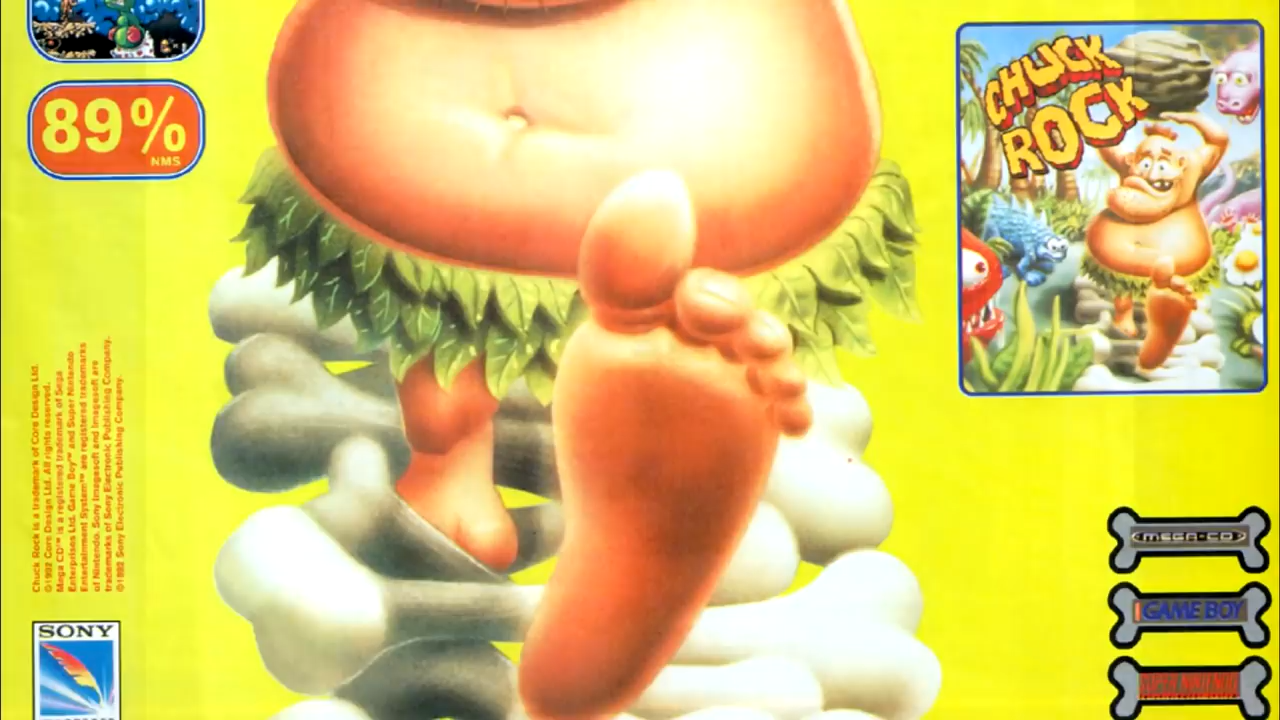 89%
NMS
CHUCK
ROCK
Chuck Rock is a trademark of Core Design Ltd.
©1992 Core Design Ltd. All rights reserved.
Mega CD™ is a registered trademark of Sega
Enterprises Ltd. Game Boy™ and Super Nintendo
Entertainment System™ are registered trademarks
of Nintendo. Sony Imagesoft and Imagesoft are
trademarks of Sony Electronic Publishing Company.
©1992 Sony Electronic Publishing Company.
SONY
MEGA-CD
GAME BOY
SUPER NINTENDO